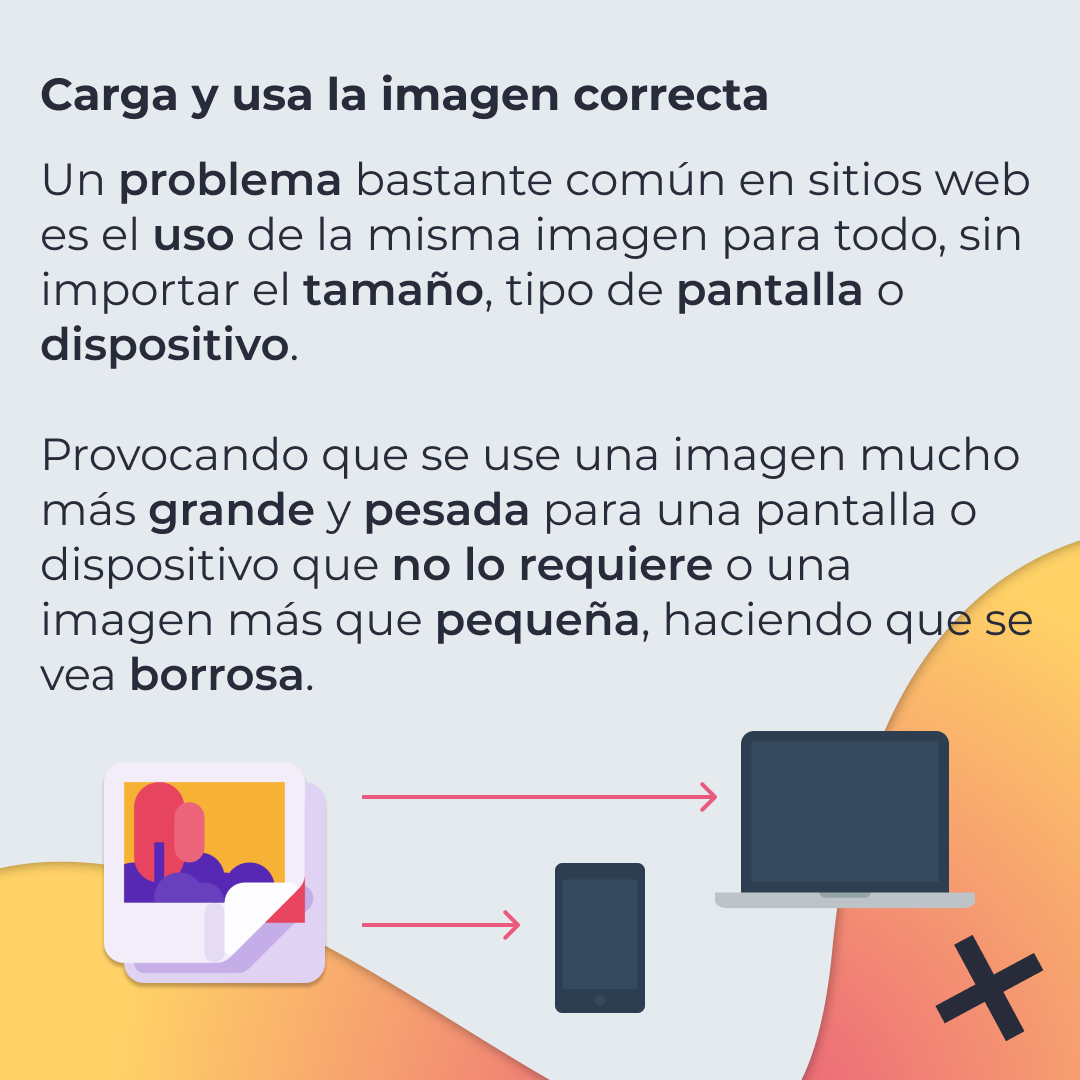 Carga y usa la imagen correcta
Un problema bastante común en sitios web
es el uso de la misma imagen para todo, sin
importar el tamaño, tipo de pantalla o
dispositivo.
Provocando que se use una imagen mucho
más grande y pesada para una pantalla o
dispositivo que no lo requiere o una
imagen más que pequeña, haciendo que se
vea borrosa.